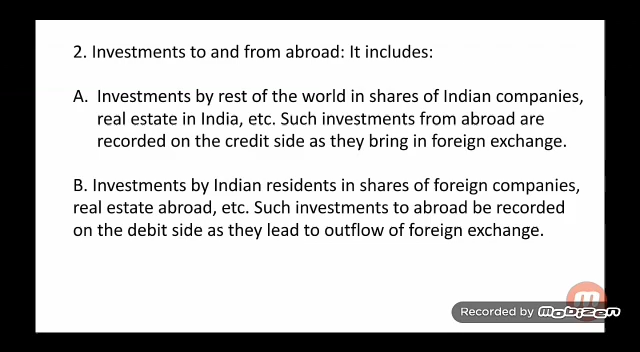 2. Investments to and from abroad: It includes:
A. Investments by rest of the world in shares of Indian companies,
real estate in India, etc. Such investments from abroad are
recorded on the credit side as they bring in foreign exchange.
B. Investments by Indian residents in shares of foreign companies,
real estate abroad, etc. Such investments to abroad be recorded
on the debit side as they lead to outflow of foreign exchange.
m
Recorded by mobizen